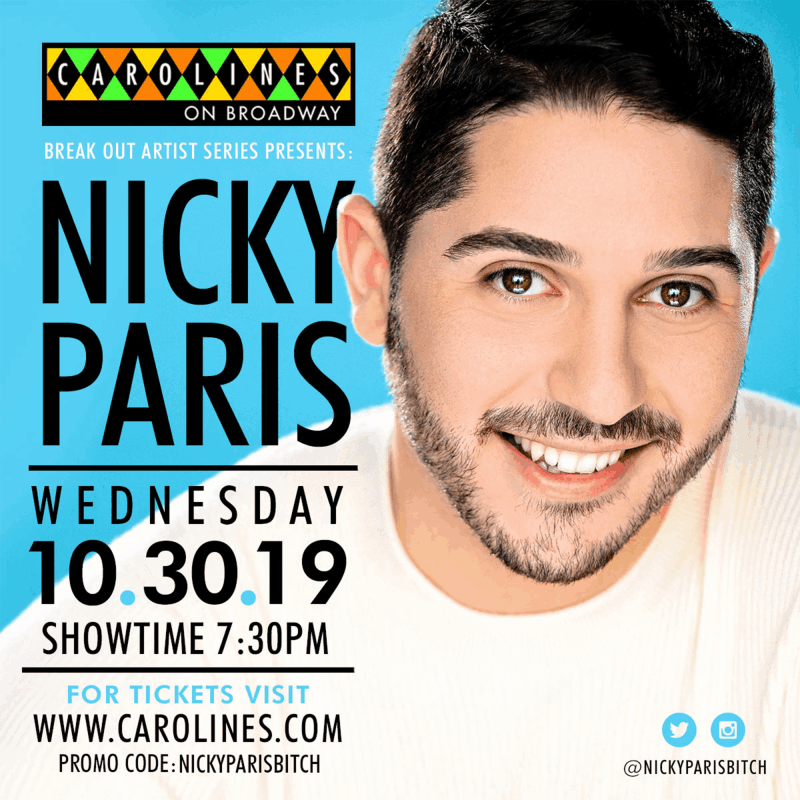 CAROLINES
ON BROADWAY
BREAK OUT ARTIST SERIES PRESENTS:
NICKY
PARIS
WEDNESDAY
10.30.19
SHOWTIME 7:30PM
FOR TICKETS VISIT
WWW.CAROLINES.COM
PROMO CODE:NICKYPARISBITCH
@NICKYPARISBITCH